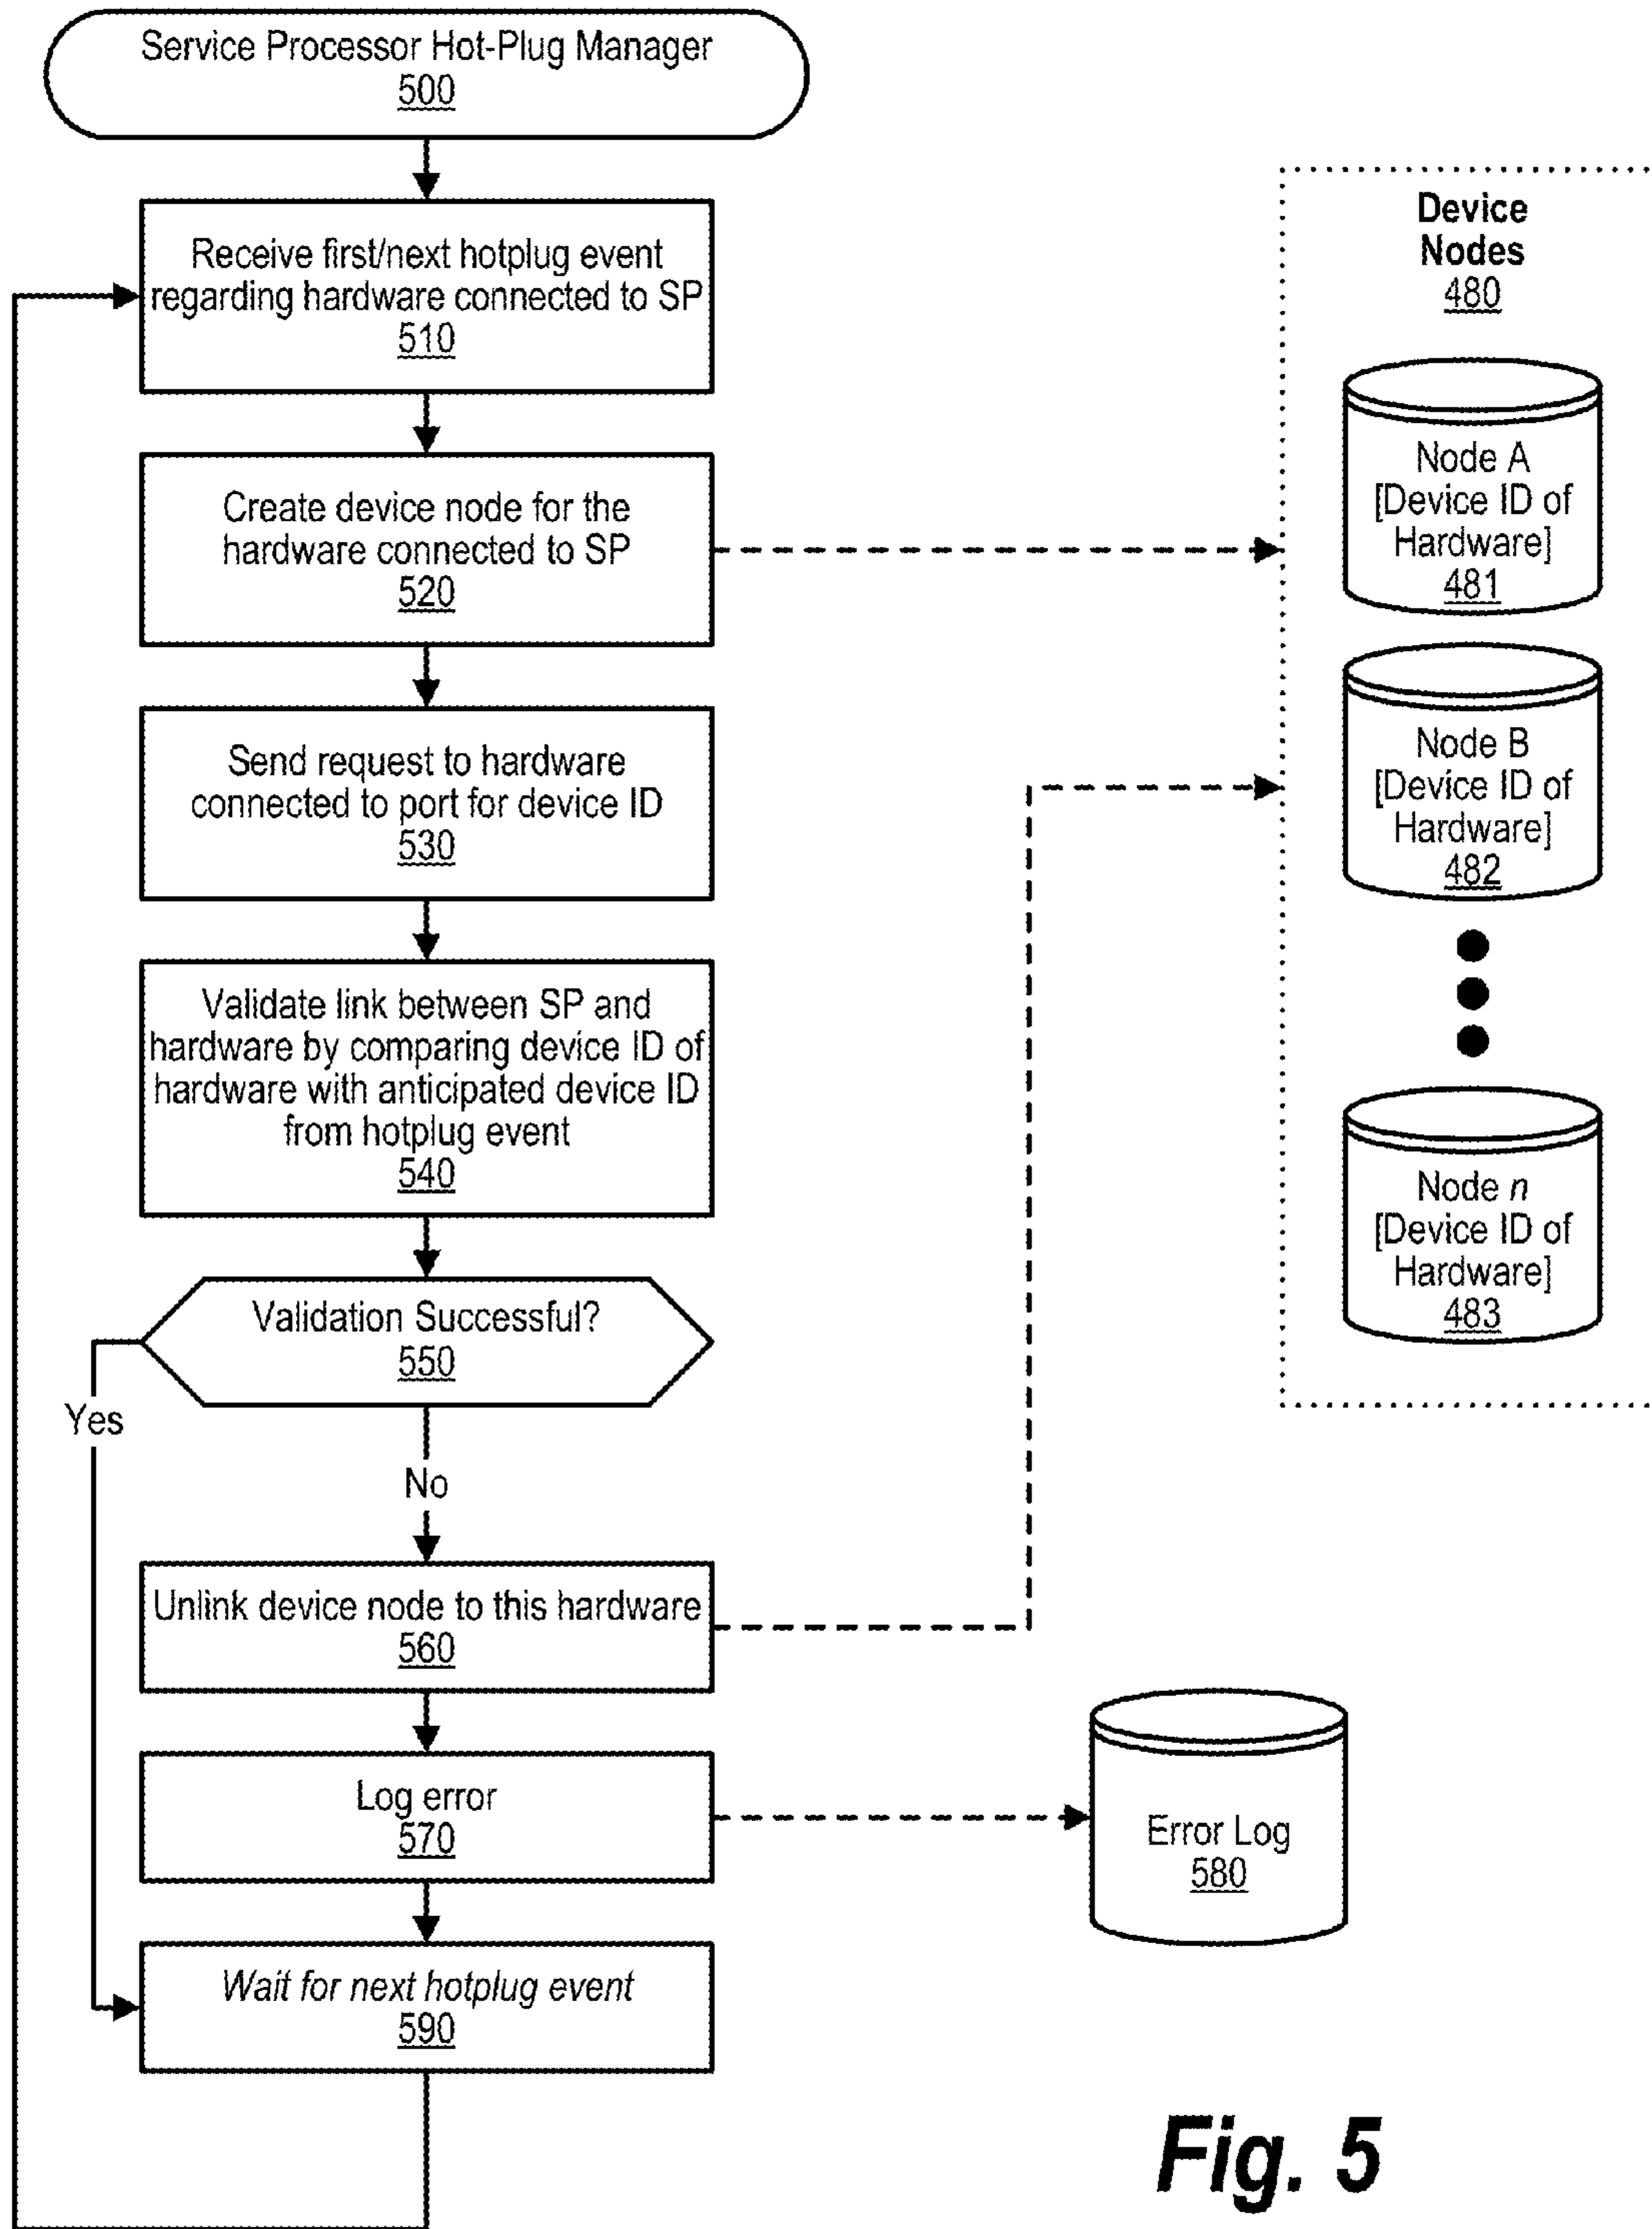 Service Processor Hot-Plug Manager
500
Receive first/next hotplug event
regarding hardware connected to SP
510
Create device node for the
hardware connected to SP
520
Send request to hardware
connected to port for device ID
530
Validate link between SP and
hardware by comparing device ID of
hardware with anticipated device ID
from hotplug event
540
Validation Successful?
550
Yes
No
Unlink device node to this hardware
560
Log error
570
Wait for next hotplug event
590
Device
Nodes
480
Node A
[Device ID of
Hardware]
481
Node B
[Device ID of
Hardware]
482
Node n
[Device ID of
Hardware]
483
Error Log
580
Fig. 5